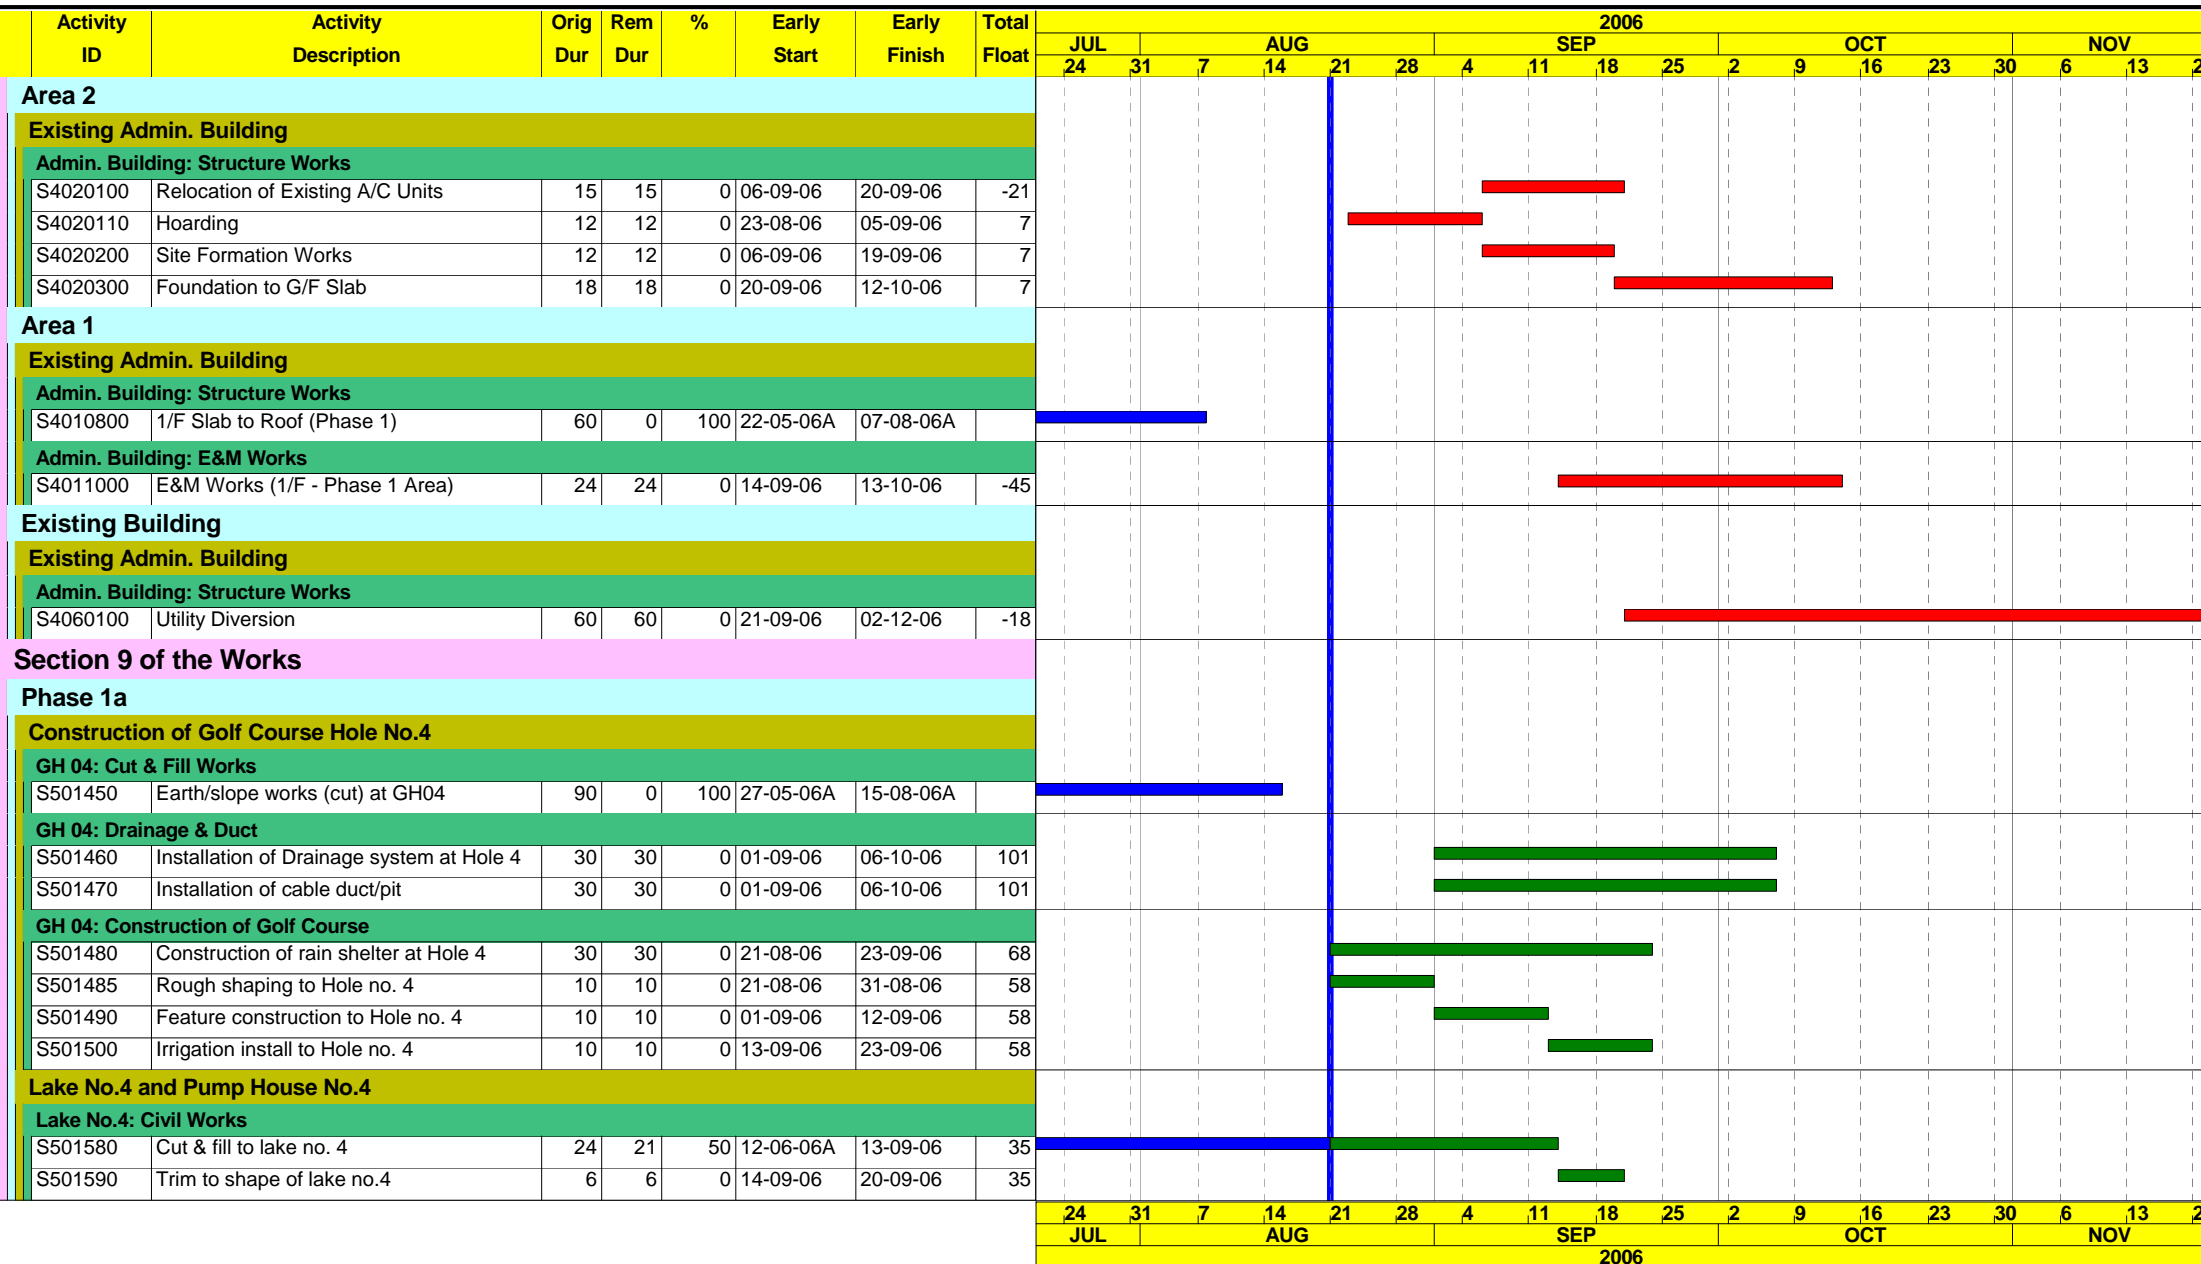 Activity Activity Orig Rem % Early Early Total 2006
ID Description Dur Dur Start Finish Float JUL AUG SEP OCT NOV
24 31 7 14 21 28 4 11 18 25 2 9 16 23 30 6 13 2
Area 2
Existing Admin. Building
Admin. Building: Structure Works
S4020100 Relocation of Existing A/C Units 15 15 0 06-09-06 20-09-06 -21
S4020110 Hoarding 12 12 0 23-08-06 05-09-06 7
S4020200 Site Formation Works 12 12 0 06-09-06 19-09-06 7
S4020300 Foundation to G/F Slab 18 18 0 20-09-06 12-10-06 7
Area 1
Existing Admin. Building
Admin. Building: Structure Works
S4010800 1/F Slab to Roof (Phase 1) 60 0 100 22-05-06A 07-08-06A
Admin. Building: E&M Works
S4011000 E&M Works (1/F - Phase 1 Area) 24 24 0 14-09-06 13-10-06 -45
Existing Building
Existing Admin. Building
Admin. Building: Structure Works
S4060100 Utility Diversion 60 60 0 21-09-06 02-12-06 -18
Section 9 of the Works
Phase 1a
Construction of Golf Course Hole No.4
GH 04: Cut & Fill Works
S501450 Earth/slope works (cut) at GH04 90 0 100 27-05-06A 15-08-06A
GH 04: Drainage & Duct
S501460 Installation of Drainage system at Hole 4 30 30 0 01-09-06 06-10-06 101
S501470 Installation of cable duct/pit 30 30 0 01-09-06 06-10-06 101
GH 04: Construction of Golf Course
S501480 Construction of rain shelter at Hole 4 30 30 0 21-08-06 23-09-06 68
S501485 Rough shaping to Hole no. 4 10 10 0 21-08-06 31-08-06 58
S501490 Feature construction to Hole no. 4 10 10 0 01-09-06 12-09-06 58
S501500 Irrigation install to Hole no. 4 10 10 0 13-09-06 23-09-06 58
Lake No.4 and Pump House No.4
Lake No.4: Civil Works
S501580 Cut & fill to lake no. 4 24 21 50 12-06-06A 13-09-06 35
S501590 Trim to shape of lake no.4 6 6 0 14-09-06 20-09-06 35
24 31 7 14 21 28 4 11 18 25 2 9 16 23 30 6 13 2
JUL AUG SEP OCT NOV
2006